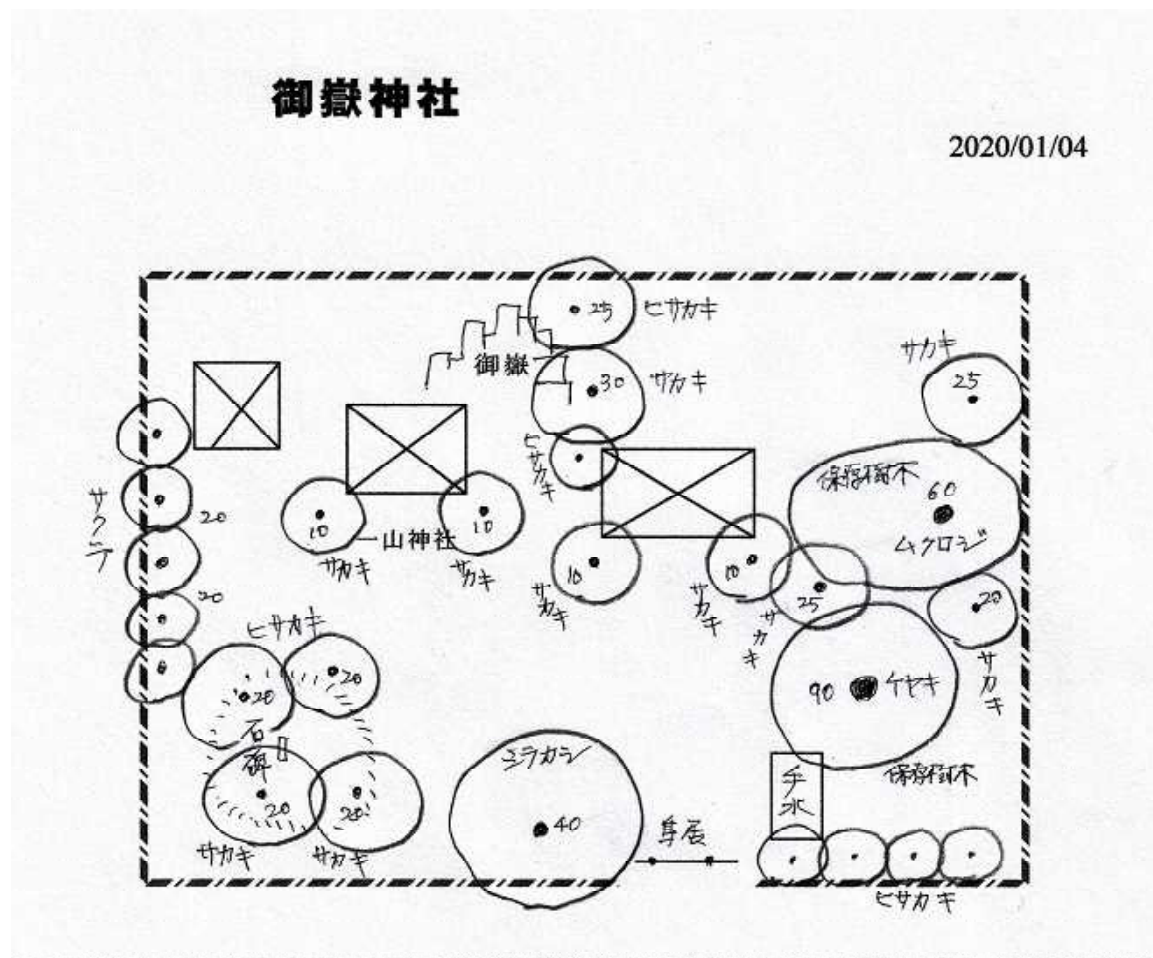 御嶽神社
2020/01/04
25
ヒサカキ
御嶽
30
サカキ
サカキ
25
ヒサカキ
保存樹木
60
ムクロジ
サクラ
20
20
10
サカキ
山神社
10
サカキ
10
サカキ
10
サカキ
25
サカキ
20
サカキ
ヒサカキ
20
20
石碑
90
ケヤキ
保存樹木
手水
20
サカキ
20
サカキ
シラカシ
40
鳥居
ヒサカキ